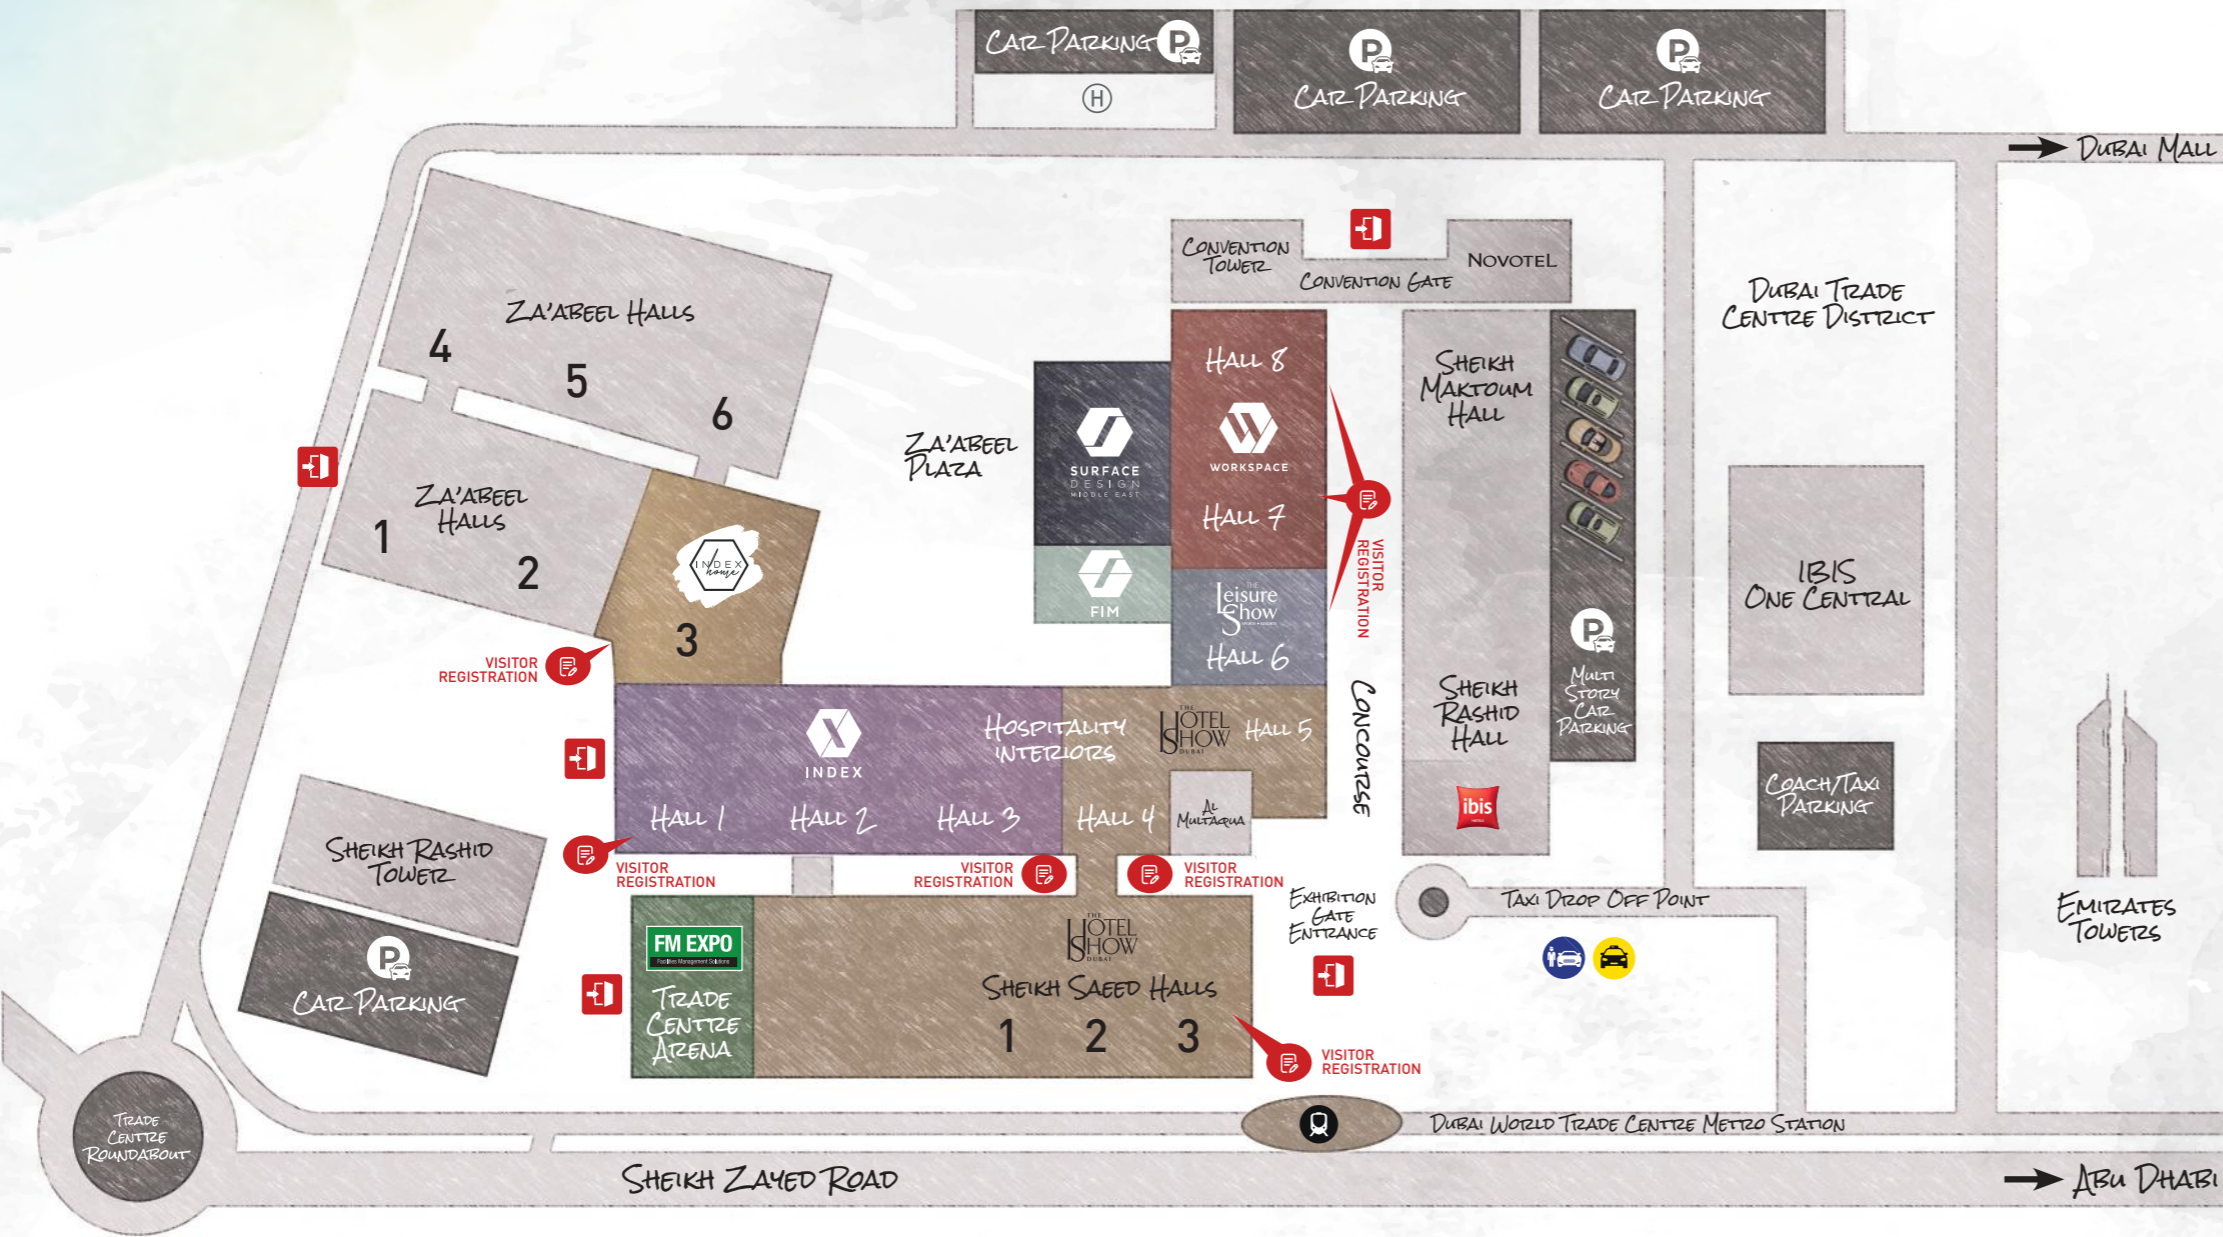 CAR PARKING P
H
P
CAR PARKING
P
CAR PARKING
DUBAI MALL
ZA'ABEEL HALLS
4
5
6
CONVENTION
TOWER
CONVENTION GATE
NOVOTEL
DUBAI TRADE
CENTRE DISTRICT
ZA'ABEEL
PLAZA
SURFACE
DESIGN
MIDDLE EAST
HALL 8
WORKSPACE
HALL 7
SHEIKH
MAKTOUM
HALL
ZA'ABEEL
HALLS
1
2
INDEX
home
3
FIM
THE
Leisure
Show
HALL 6
VISITOR
REGISTRATION
IBIS
ONE CENTRAL
VISITOR
REGISTRATION
INDEX
HOSPITALITY
INTERIORS
THE
HOTEL
SHOW
DUBAI
HALL 5
CONCOURSE
SHEIKH
RASHID
HALL
P
MULTI
STORY
CAR
PARKING
HALL 1
HALL 2
HALL 3
HALL 4
AL
MULTAQUA
ibis
HOTELS
COACH/TAXI
PARKING
SHEIKH RASHID
TOWER
VISITOR
REGISTRATION
VISITOR
REGISTRATION
VISITOR
REGISTRATION
EXHIBITION
GATE
ENTRANCE
TAXI DROP OFF POINT
EMIRATES
TOWERS
P
CAR PARKING
FM EXPO
Facilities Management Solutions
TRADE
CENTRE
ARENA
THE
HOTEL
SHOW
DUBAI
SHEIKH SAEED HALLS
1 2 3
VISITOR
REGISTRATION
TRADE
CENTRE
ROUNDABOUT
DUBAI WORLD TRADE CENTRE METRO STATION
SHEIKH ZAYED ROAD
ABU DHABI